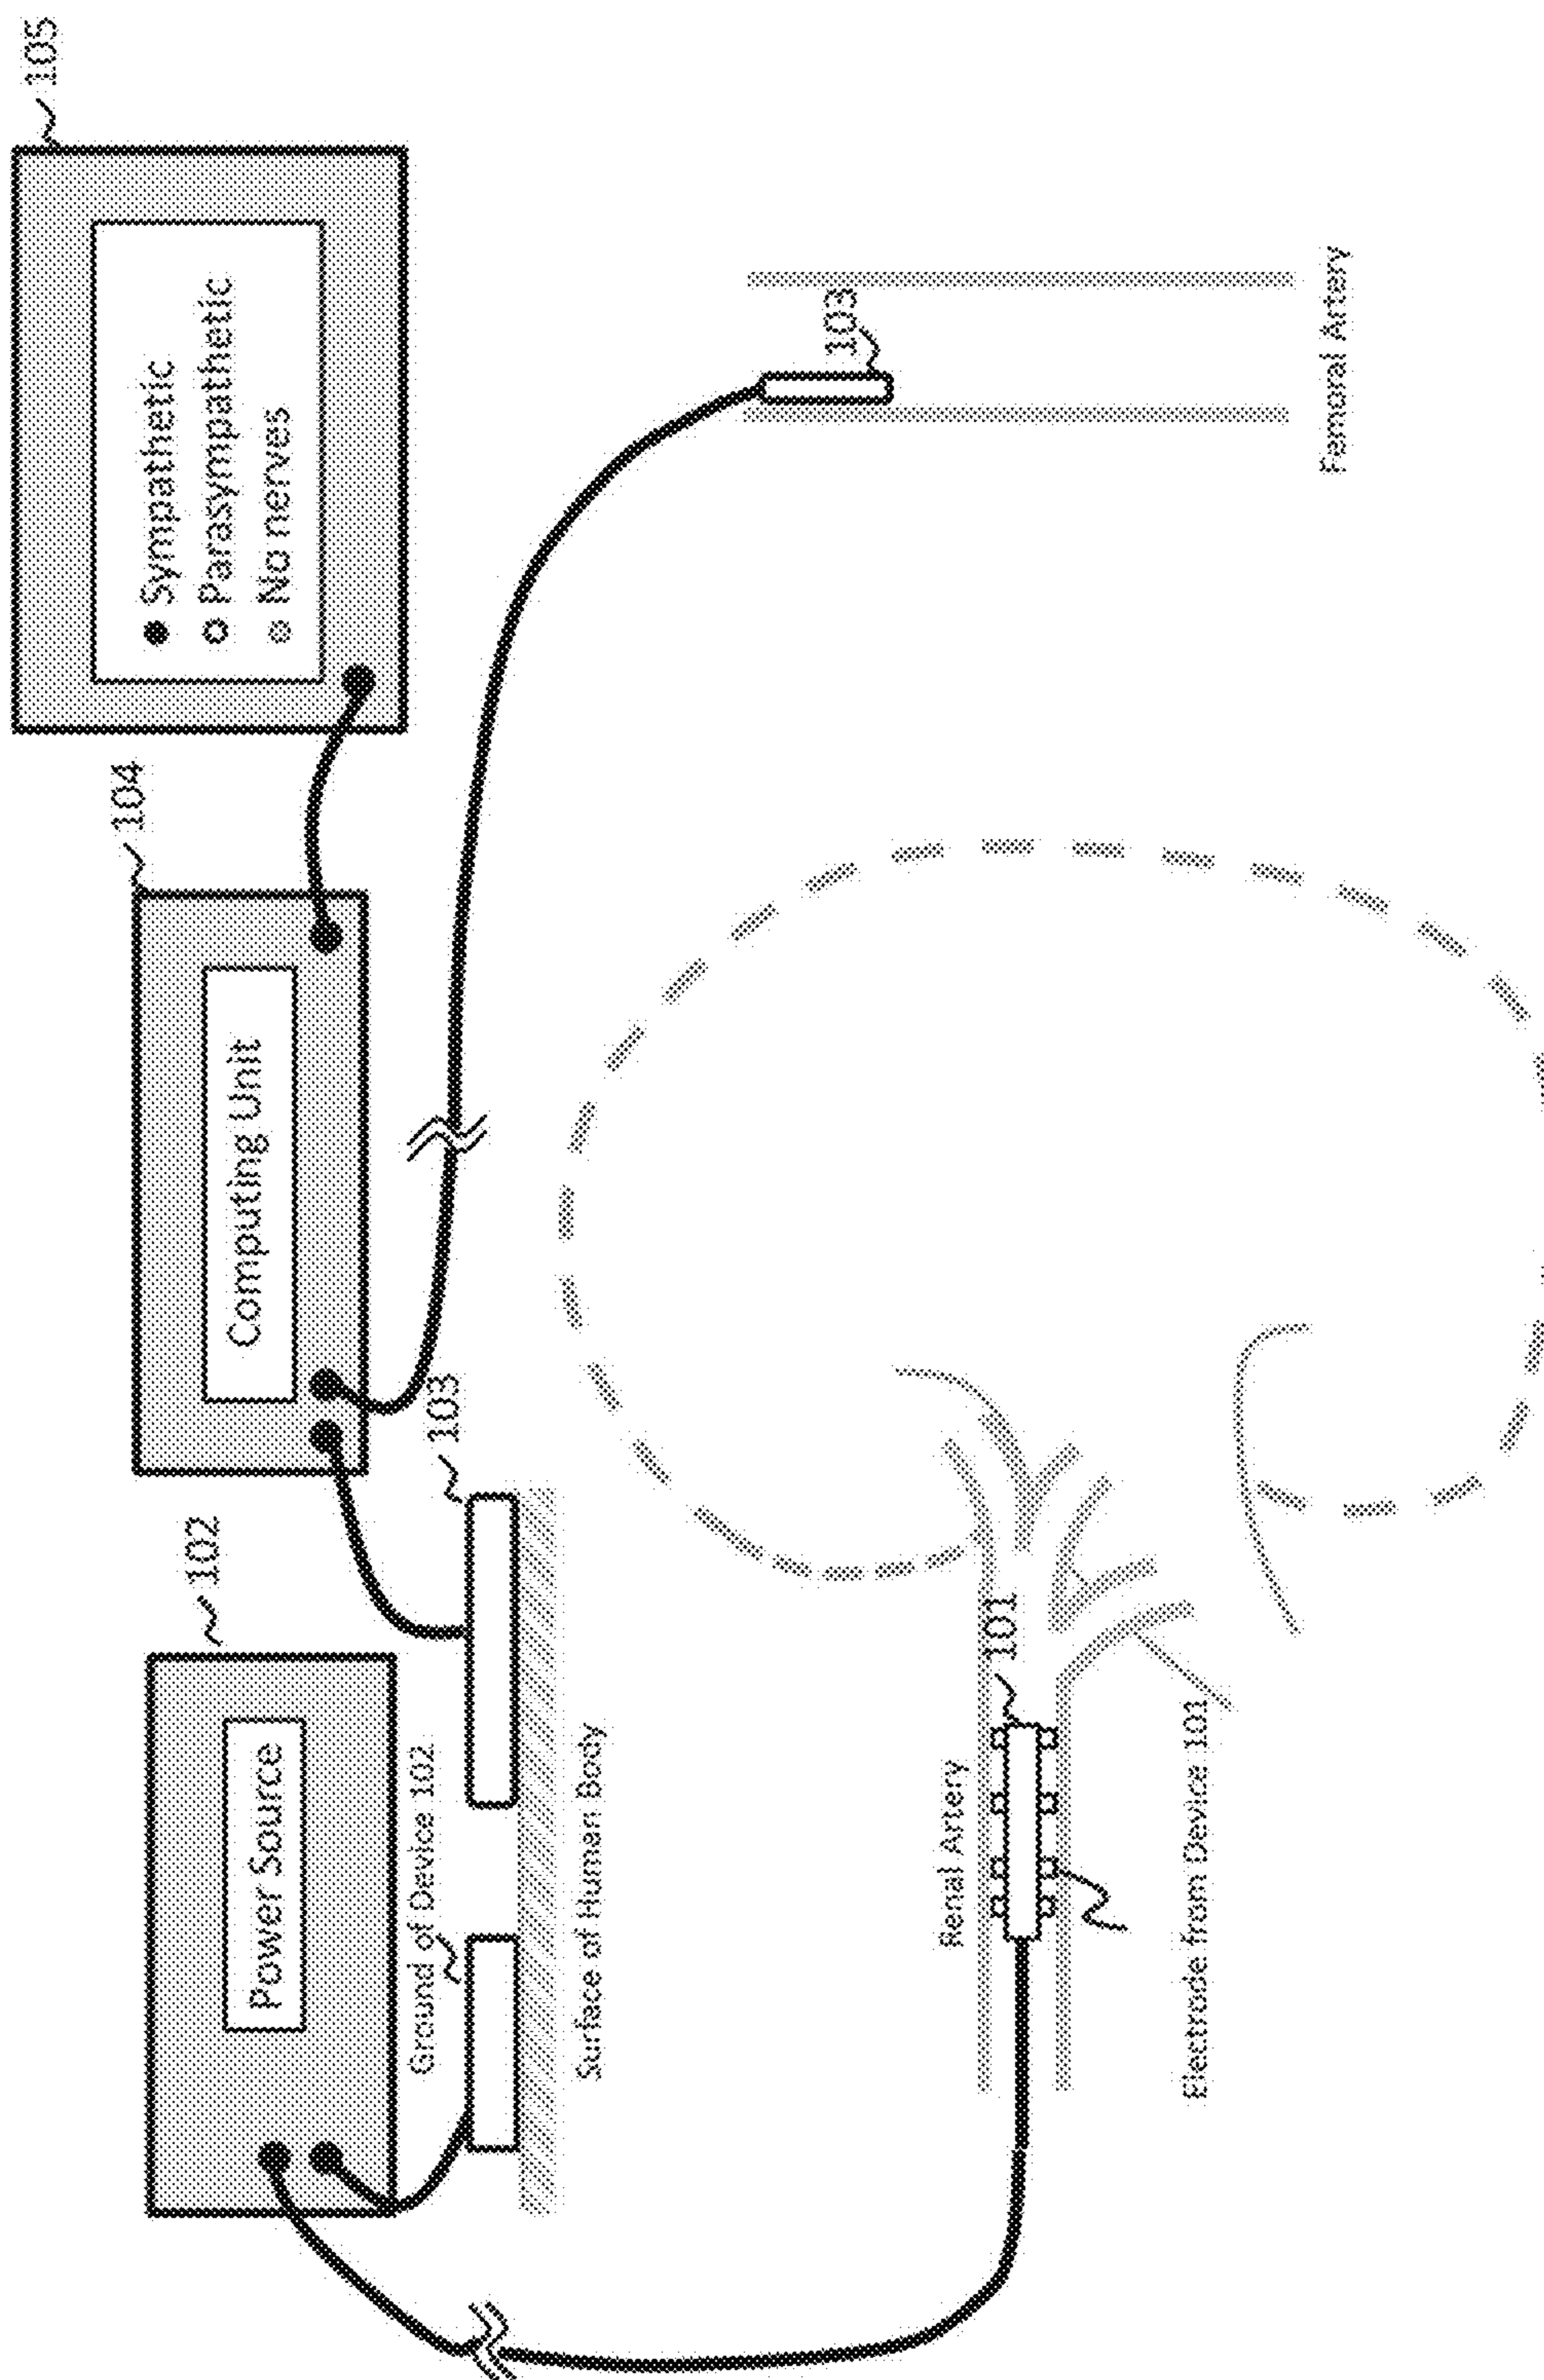 102
Power Source
Ground of Device 102
103
Surface of Human Body
104
Computing Unit
105
Sympathetic
Parasympathetic
No nerves
103
Femoral Artery
Renal Artery
101
Electrode from Device 101